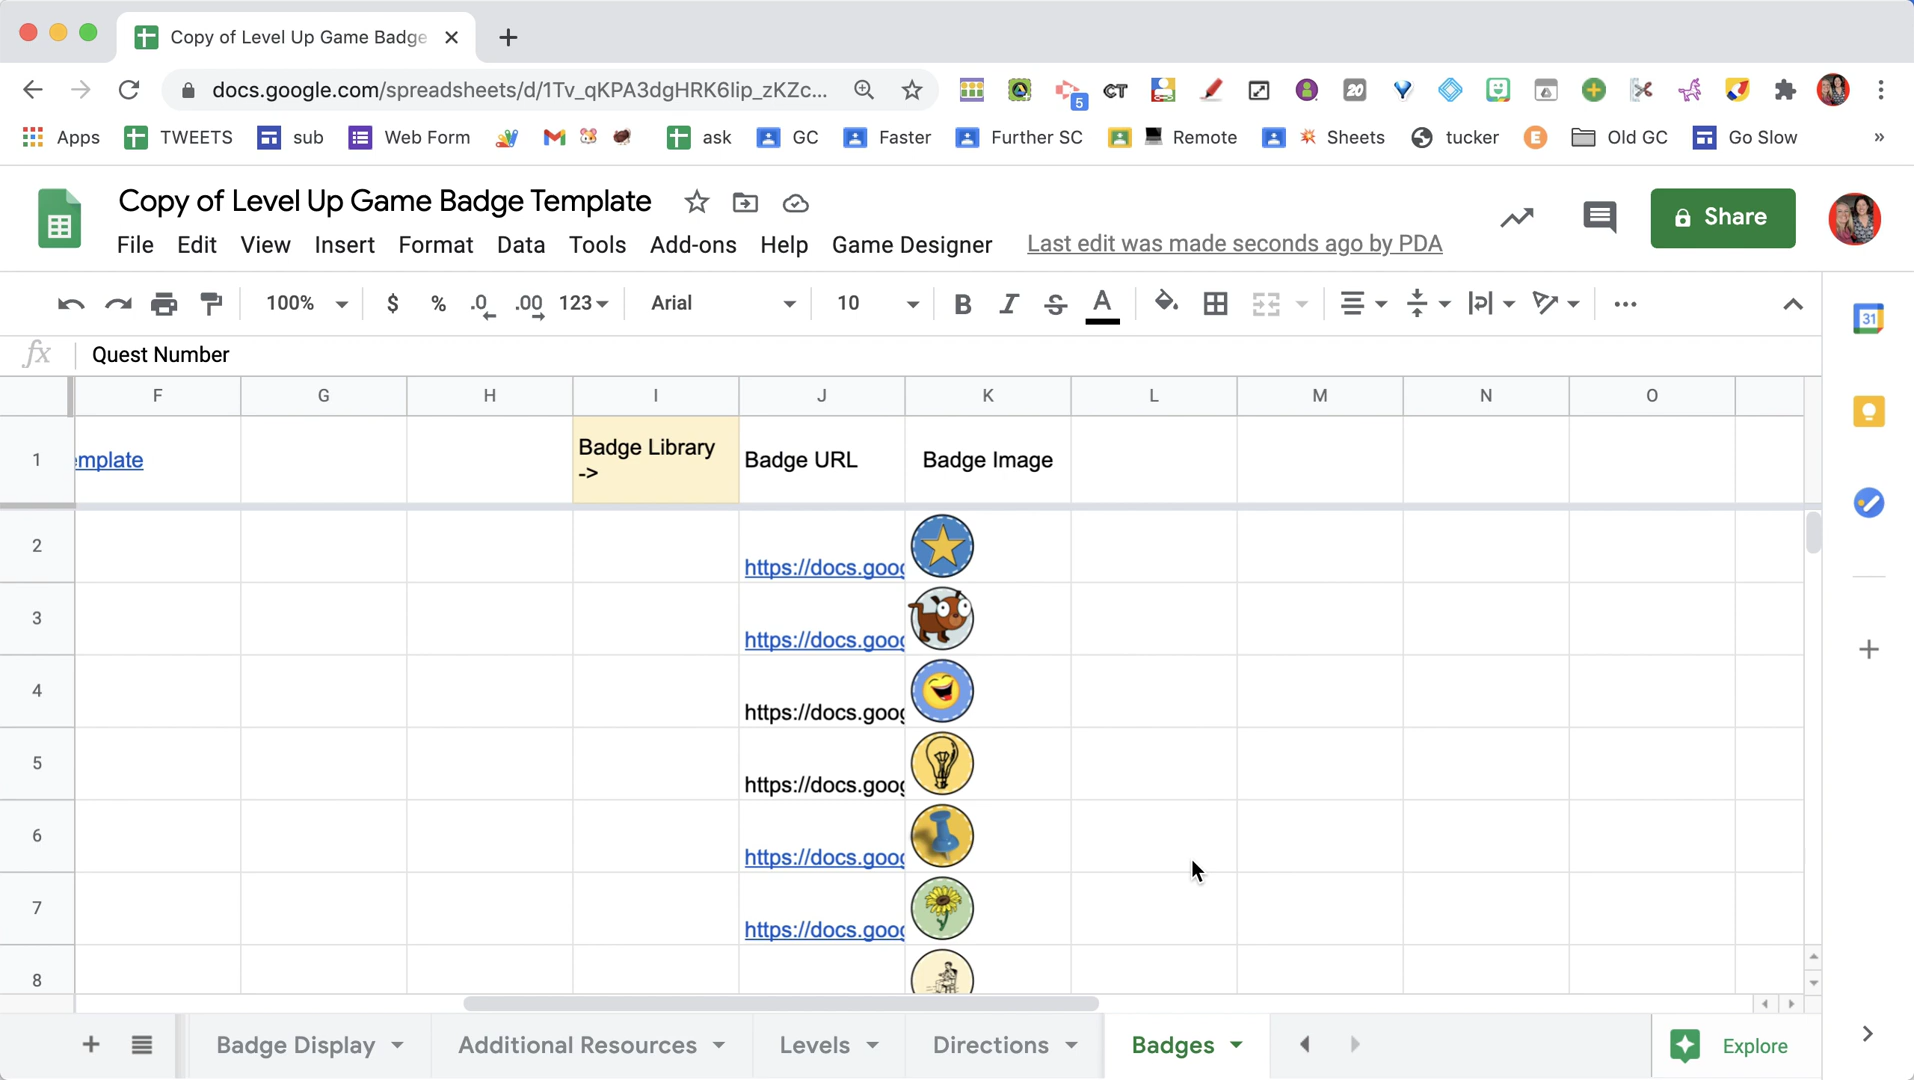 Copy of Level Up Game Badge
docs.google.com/spreadsheets/d/1Tv_qKPA3dgHRK6Iip_zKZc...
5
CT
20
Apps
TWEETS
sub
Web Form
ask
GC
Faster
Further SC
Remote
Sheets
tucker
E
Old GC
Go Slow
»
Copy of Level Up Game Badge Template
File Edit View Insert Format Data Tools Add-ons Help Game Designer
Last edit was made seconds ago by PDA
Share
100%
$
%
.0
.00
123
Arial
10
B
I
S
A
31
fx
Quest Number
F G H I J K L M N O
1
emplate
Badge Library
->
Badge URL
Badge Image
2
https://docs.goog
3
https://docs.goog
4
https://docs.goog
5
https://docs.goog
6
https://docs.goog
7
https://docs.goog
8
Badge Display
Additional Resources
Levels
Directions
Badges
Explore